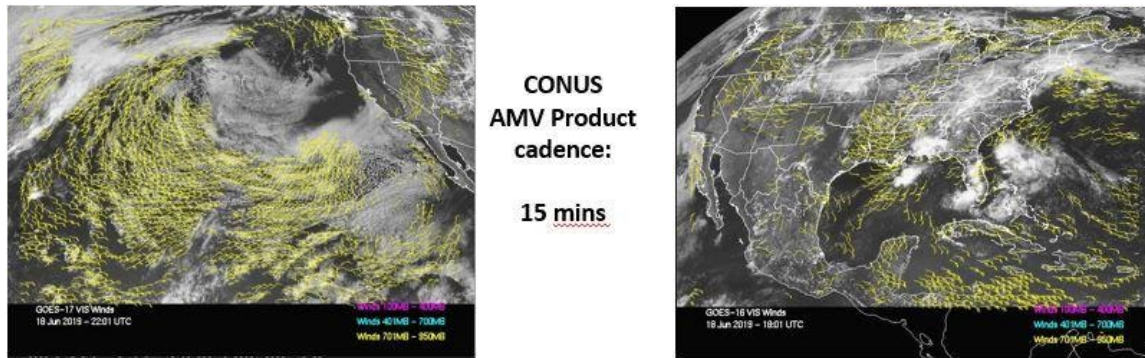 GOES-17 VIS Winds
18 Jun 2019 - 22:01 UTC
Winds 100MB - 400MB
Winds 401MB - 700MB
Winds 701MB - 950MB
CONUS
AMV Product
cadence:
15 mins
GOES-16 VIS Winds
18 Jun 2019 - 18:01 UTC
Winds 100MB - 400MB
Winds 401MB - 700MB
Winds 701MB - 950MB